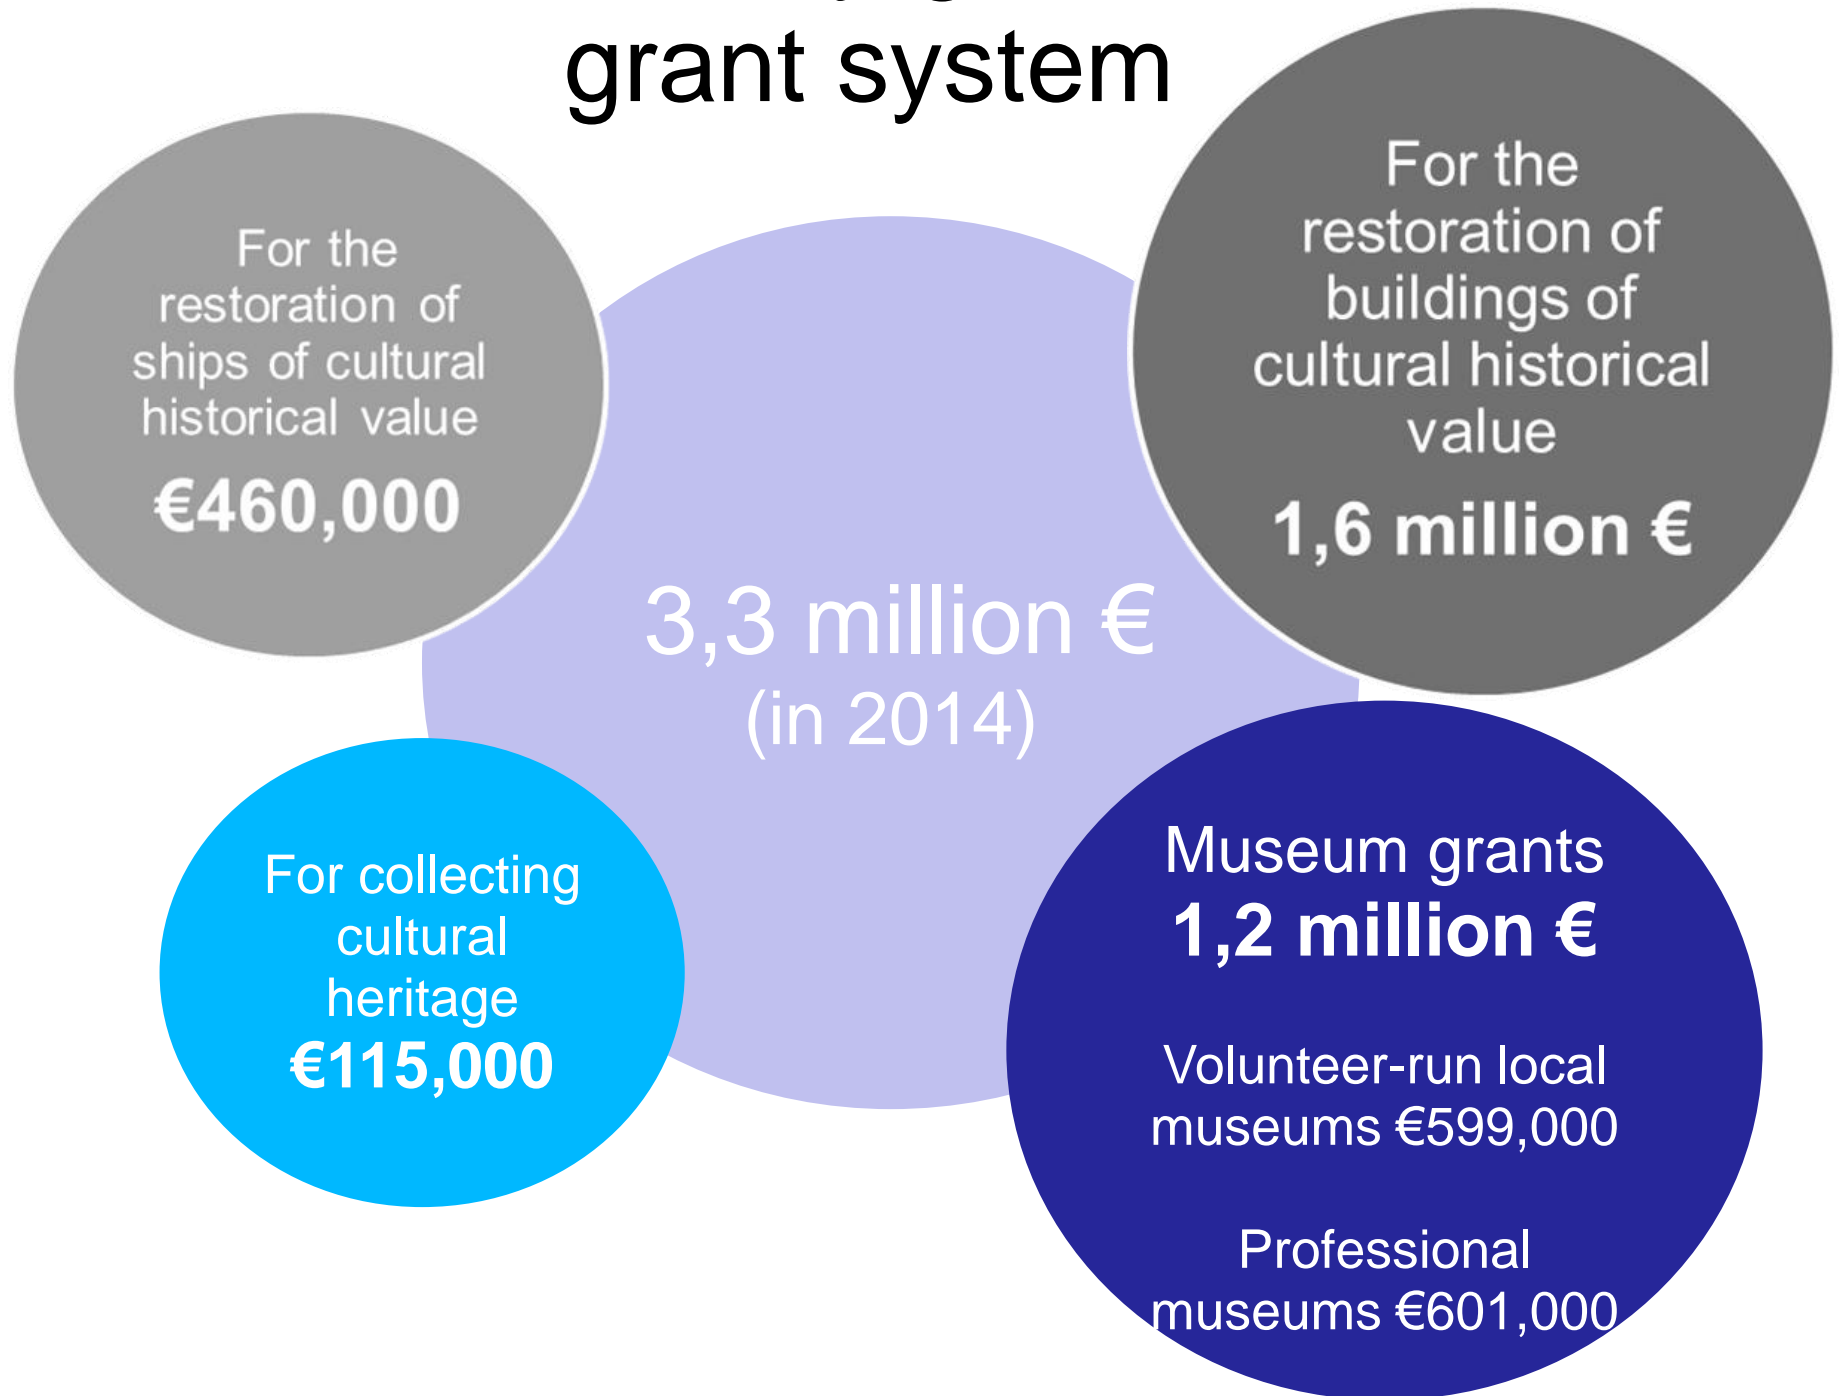 grant system
For the
restoration of
ships of cultural
historical value
€460,000
For the
restoration of
buildings of
cultural historical
value
1,6 million €
3,3 million €
(in 2014)
For collecting
cultural
heritage
€115,000
Museum grants
1,2 million €
Volunteer-run local
museums €599,000
Professional
museums €601,000